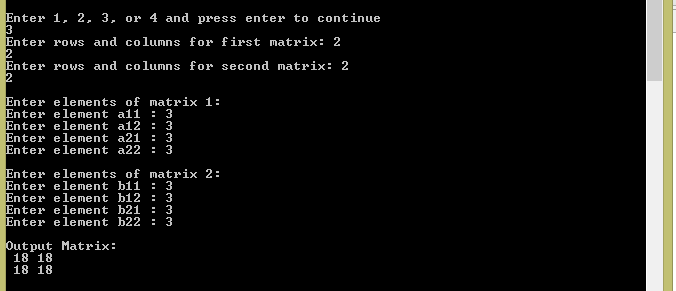 Enter 1, 2, 3, or 4 and press enter to continue
3
Enter rows and columns for first matrix: 2
2
Enter rows and columns for second matrix: 2
2
Enter elements of matrix 1:
Enter element a11 : 3
Enter element a12 : 3
Enter element a21 : 3
Enter element a22 : 3
Enter elements of matrix 2:
Enter element b11 : 3
Enter element b12 : 3
Enter element b21 : 3
Enter element b22 : 3
Output Matrix:
18 18
18 18